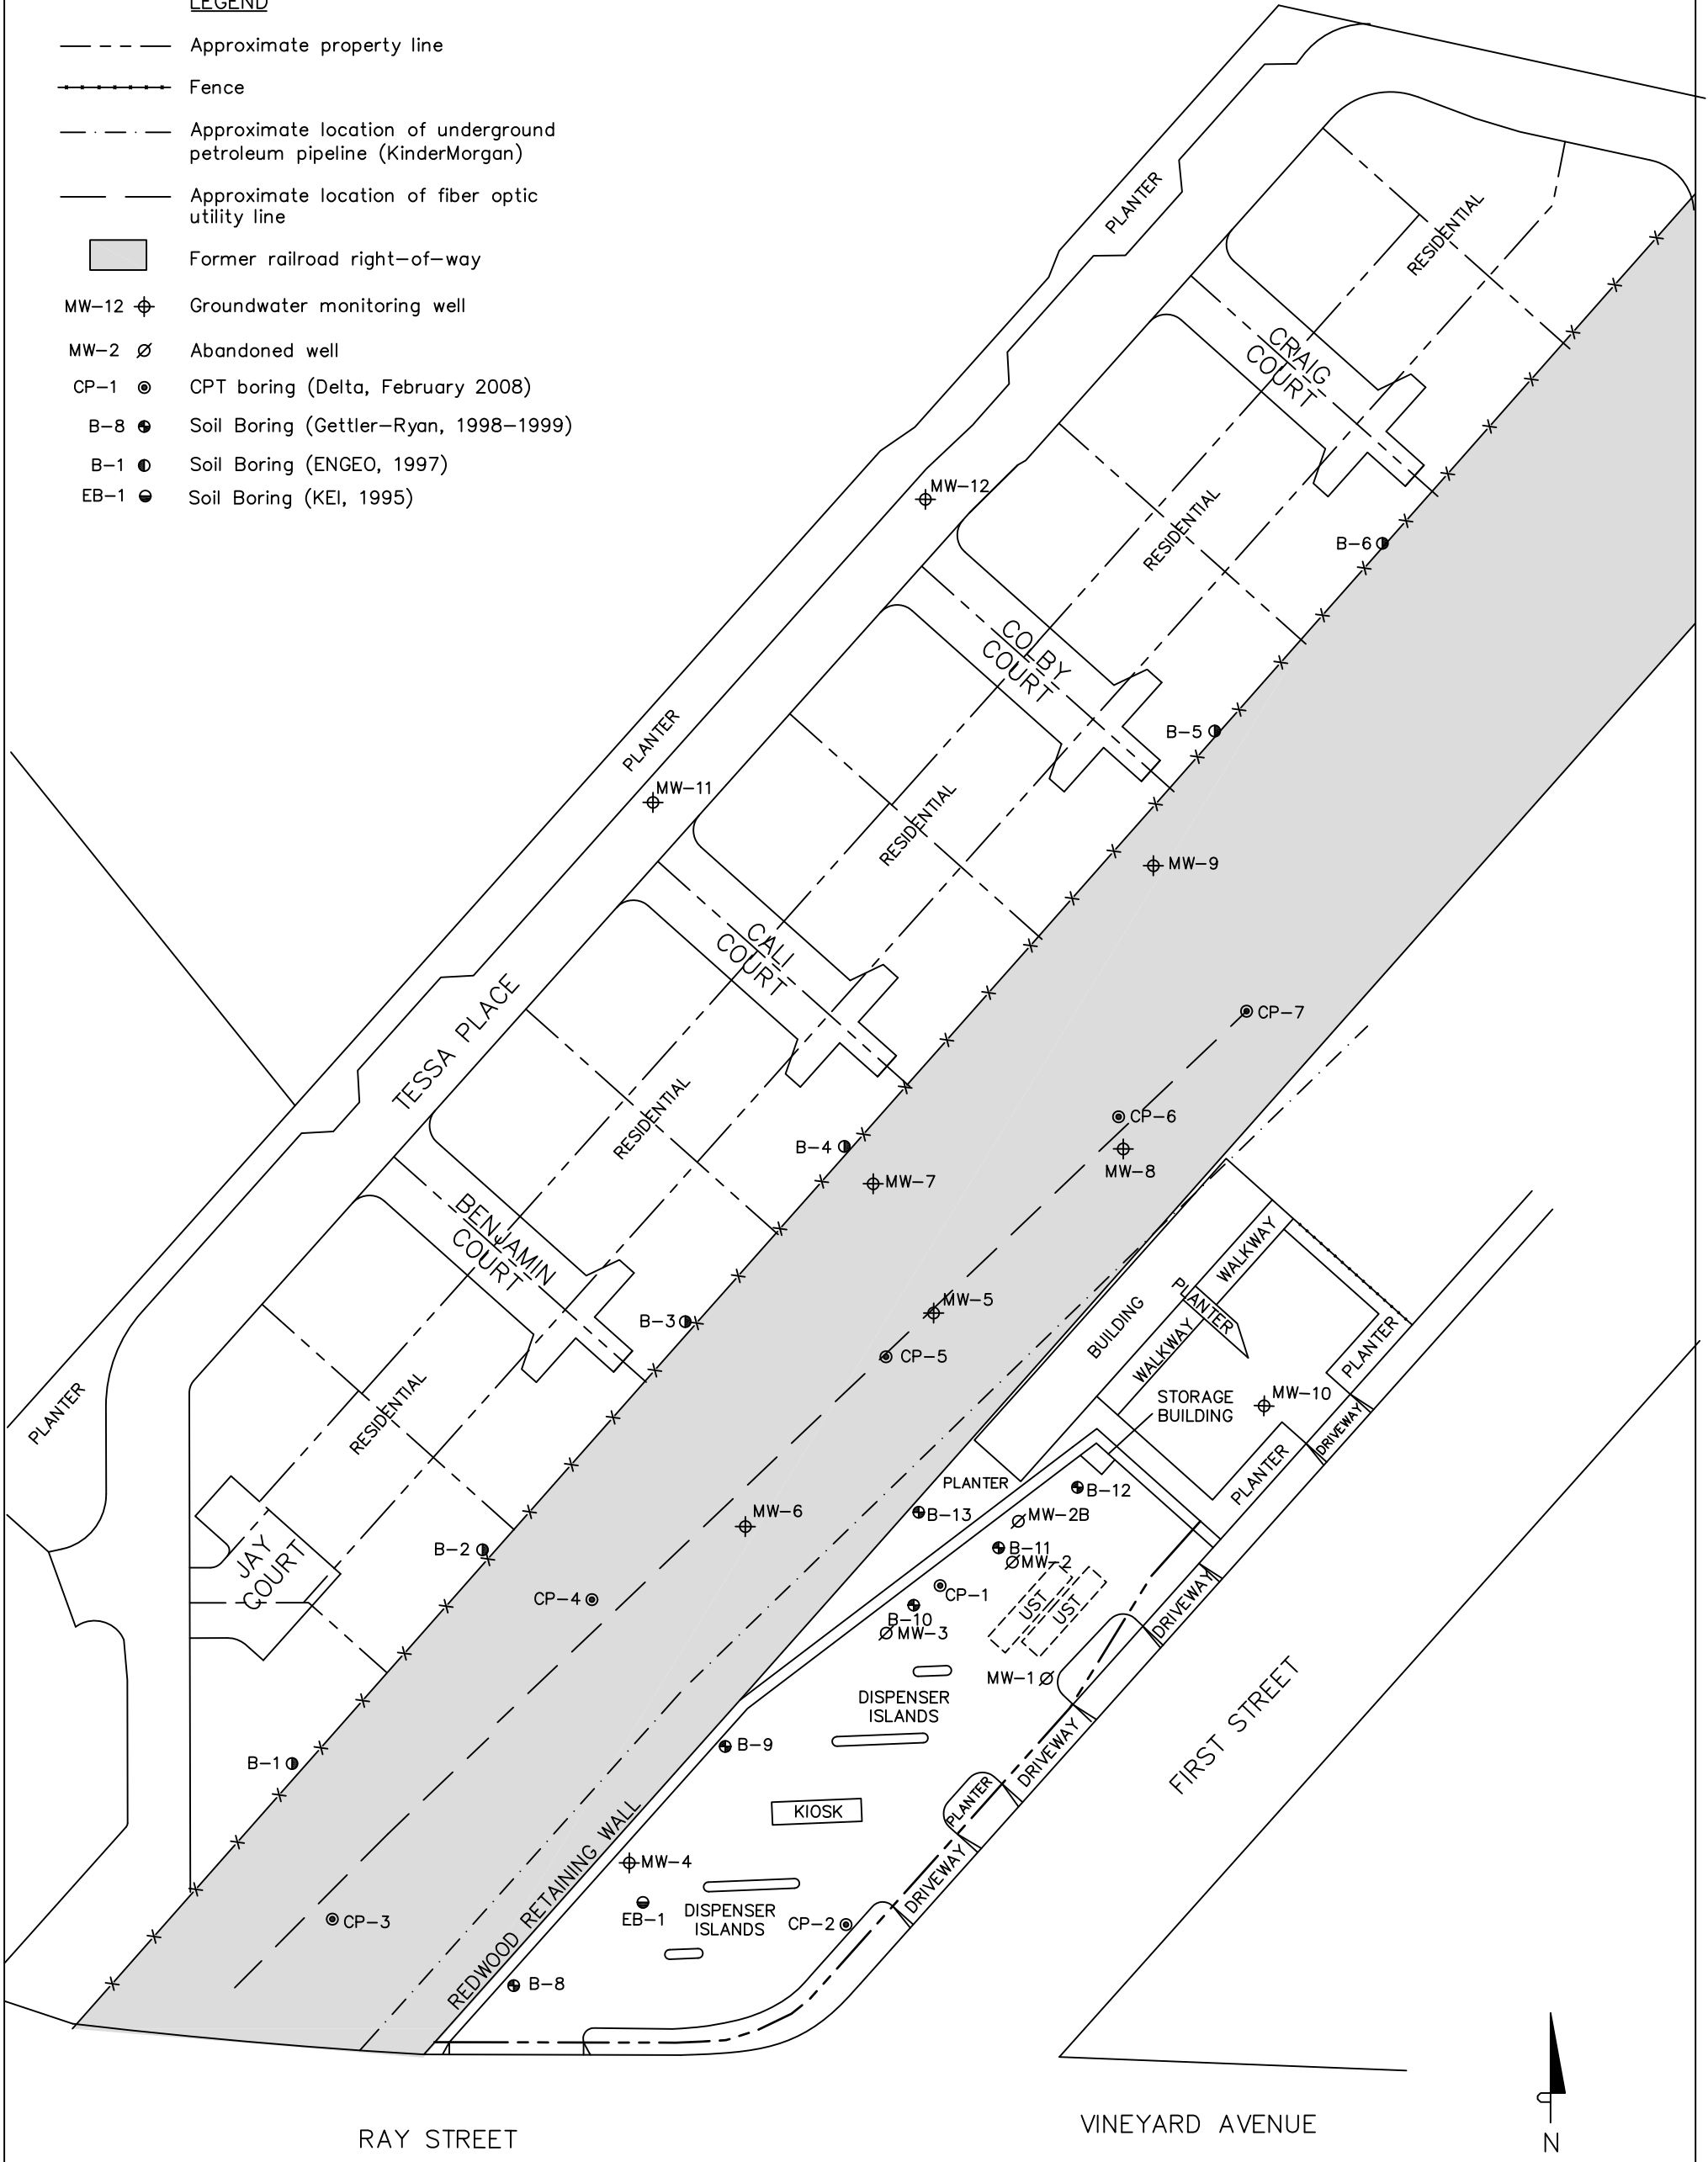 LEGEND
Approximate property line
Fence
Approximate location of underground
petroleum pipeline (KinderMorgan)
Approximate location of fiber optic
utility line
Former railroad right-of-way
MW-12 Groundwater monitoring well
MW-2 Abandoned well
CP-1 CPT boring (Delta, February 2008)
B-8 Soil Boring (Gettler-Ryan, 1998-1999)
B-1 Soil Boring (ENGEO, 1997)
EB-1 Soil Boring (KEI, 1995)
PLANTER
RESIDENTIAL
CRAIG
COURT
MW-12
RESIDENTIAL
B-6
COLBY
COURT
PLANTER
B-5
MW-11
RESIDENTIAL
MW-9
CALI
COURT
TESSA PLACE
CP-7
RESIDENTIAL
CP-6
B-4
MW-8
MW-7
BENJAMIN
COURT
WALKWAY
MW-5
PLANTER
B-3
BUILDING
WALKWAY
PLANTER
CP-5
PLANTER
RESIDENTIAL
STORAGE
BUILDING
MW-10
DRIVEWAY
PLANTER
PLANTER
B-12
MW-6
B-13
MW-2B
B-2
B-11
MW-2
JAY
COURT
CP-4
CP-1
UST
UST
B-10
MW-3
DRIVEWAY
MW-1
DISPENSER
ISLANDS
FIRST STREET
B-9
B-1
DRIVEWAY
PLANTER
KIOSK
REDWOOD RETAINING WALL
MW-4
DRIVEWAY
CP-3
EB-1
DISPENSER
ISLANDS
CP-2
B-8
RAY STREET
VINEYARD AVENUE
N